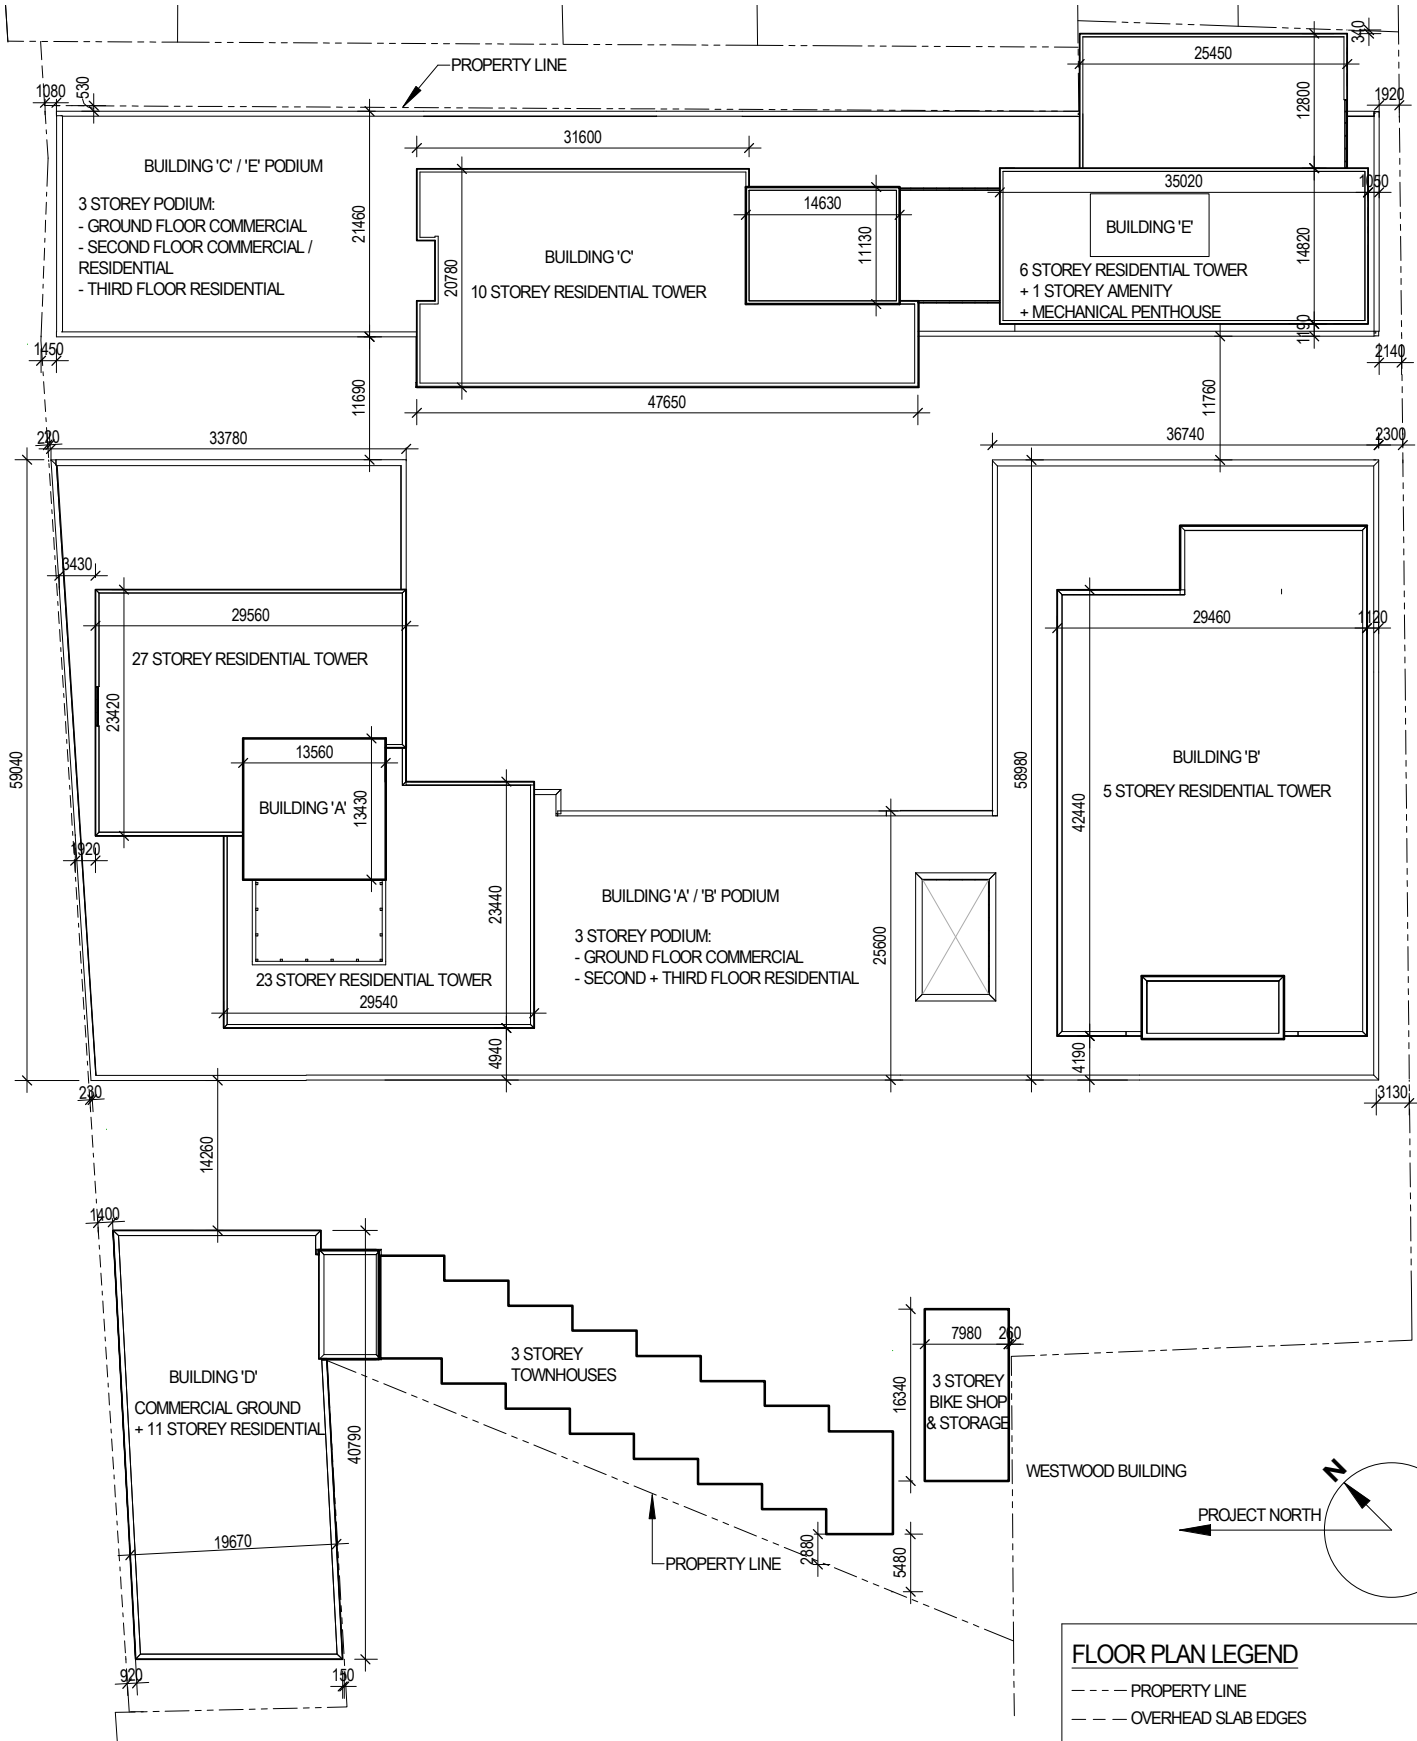 340
25450
PROPERTY LINE
1080
530
1920
12800
31600
BUILDING 'C' / 'E' PODIUM
3 STOREY PODIUM:
- GROUND FLOOR COMMERCIAL
- SECOND FLOOR COMMERCIAL /
RESIDENTIAL
- THIRD FLOOR RESIDENTIAL
21460
20780
BUILDING 'C'
10 STOREY RESIDENTIAL TOWER
14630
11130
35020
1050
BUILDING 'E'
14820
6 STOREY RESIDENTIAL TOWER
+ 1 STOREY AMENITY
+ MECHANICAL PENTHOUSE
1190
1450
2140
11690
47650
11760
220
33780
36740
2300
3430
29560
27 STOREY RESIDENTIAL TOWER
23420
29460
1120
59040
13560
BUILDING 'A'
13430
58980
42440
BUILDING 'B'
5 STOREY RESIDENTIAL TOWER
1920
23440
BUILDING 'A' / 'B' PODIUM
3 STOREY PODIUM:
- GROUND FLOOR COMMERCIAL
- SECOND + THIRD FLOOR RESIDENTIAL
25600
23 STOREY RESIDENTIAL TOWER
29540
4940
4190
230
3130
14260
1400
BUILDING 'D'
COMMERCIAL GROUND
+ 11 STOREY RESIDENTIAL
40790
3 STOREY
TOWNHOUSES
7980
260
16340
3 STOREY
BIKE SHOP
& STORAGE
WESTWOOD BUILDING
N
PROJECT NORTH
19670
PROPERTY LINE
2880
5480
920
150
FLOOR PLAN LEGEND
PROPERTY LINE
OVERHEAD SLAB EDGES